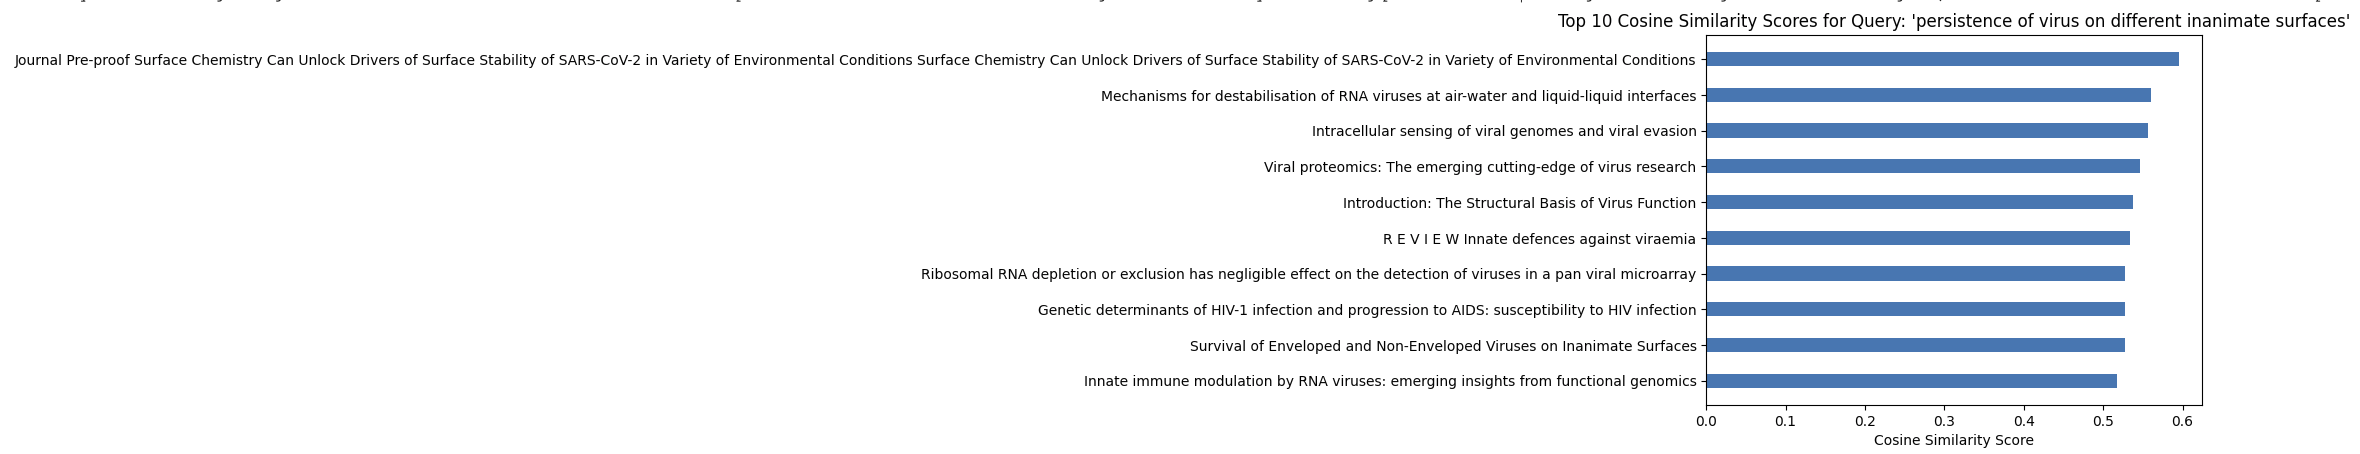 Top 10 Cosine Similarity Scores for Query: 'persistence of virus on different inanimate surfaces'
Journal Pre-proof Surface Chemistry Can Unlock Drivers of Surface Stability of SARS-CoV-2 in Variety of Environmental Conditions Surface Chemistry Can Unlock Drivers of Surface Stability of SARS-CoV-2 in Variety of Environmental Conditions
Mechanisms for destabilisation of RNA viruses at air-water and liquid-liquid interfaces
Intracellular sensing of viral genomes and viral evasion
Viral proteomics: The emerging cutting-edge of virus research
Introduction: The Structural Basis of Virus Function
R E V I E W Innate defences against viraemia
Ribosomal RNA depletion or exclusion has negligible effect on the detection of viruses in a pan viral microarray
Genetic determinants of HIV-1 infection and progression to AIDS: susceptibility to HIV infection
Survival of Enveloped and Non-Enveloped Viruses on Inanimate Surfaces
Innate immune modulation by RNA viruses: emerging insights from functional genomics
0.0 0.1 0.2 0.3 0.4 0.5 0.6
Cosine Similarity Score